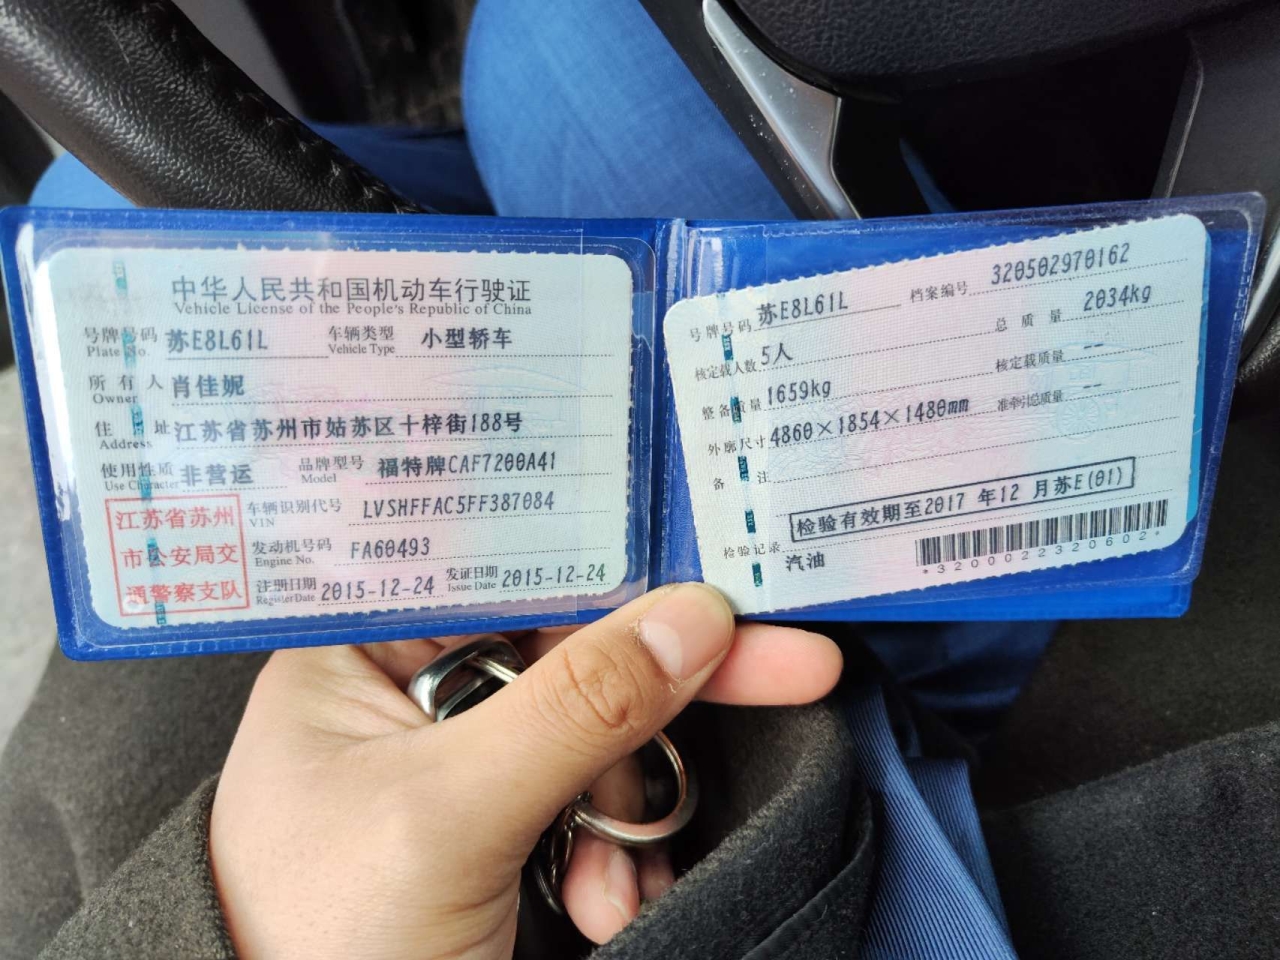 中华人民共和国机动车行驶证
Vehicle License of the People's Republic of China
号牌号码 苏E8L61L 车辆类型 小型轿车
Plate No. Vehicle Type
所有人 肖佳妮
Owner
住址 江苏省苏州市姑苏区十梓街188号
Address
使用性质 非营运 品牌型号 福特牌CAF7200A41
Use Character Model
江苏省苏州
市公安局交
通警察支队
车辆识别代号 LVSHFFAC5FF387084
VIN
发动机号码 FA60493
Engine No.
注册日期 2015-12-24 发证日期 2015-12-24
Register Date Issue Date
号牌号码 苏E8L61L 档案编号 320502970162
核定载人数 5人 总质量 2034kg
整备质量 1659kg 核定载质量 --
外廓尺寸 4860×1854×1480mm 准牵引总质量 --
备注
检验有效期至2017 年12 月苏E(01)
检验记录
汽油
*3200022320602*